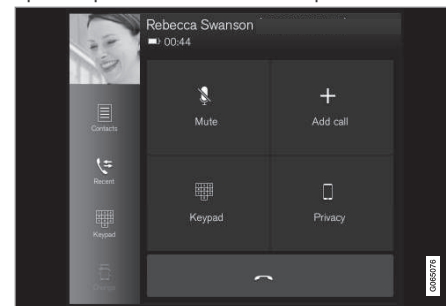 Rebecca Swanson
00:44
Contacts
Recent
Keypad
Mute
Add call
Keypad
Privacy
G065076